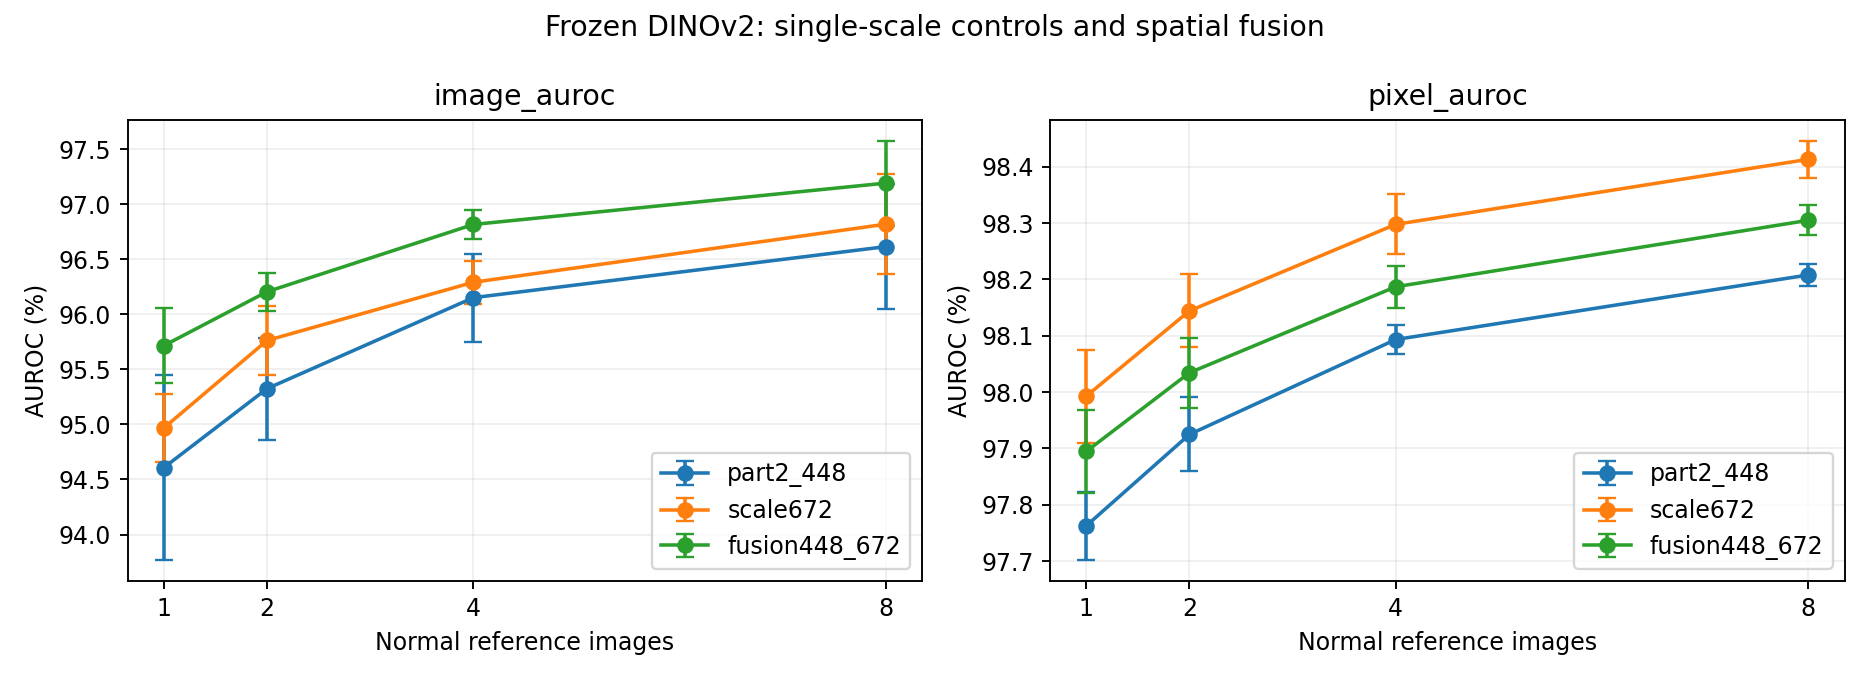 Frozen DINOv2: single-scale controls and spatial fusion
image_auroc
AUROC (%)
97.5
97.0
96.5
96.0
95.5
95.0
94.5
94.0
1
2
4
8
Normal reference images
part2_448
scale672
fusion448_672
pixel_auroc
AUROC (%)
98.4
98.3
98.2
98.1
98.0
97.9
97.8
97.7
1
2
4
8
Normal reference images
part2_448
scale672
fusion448_672